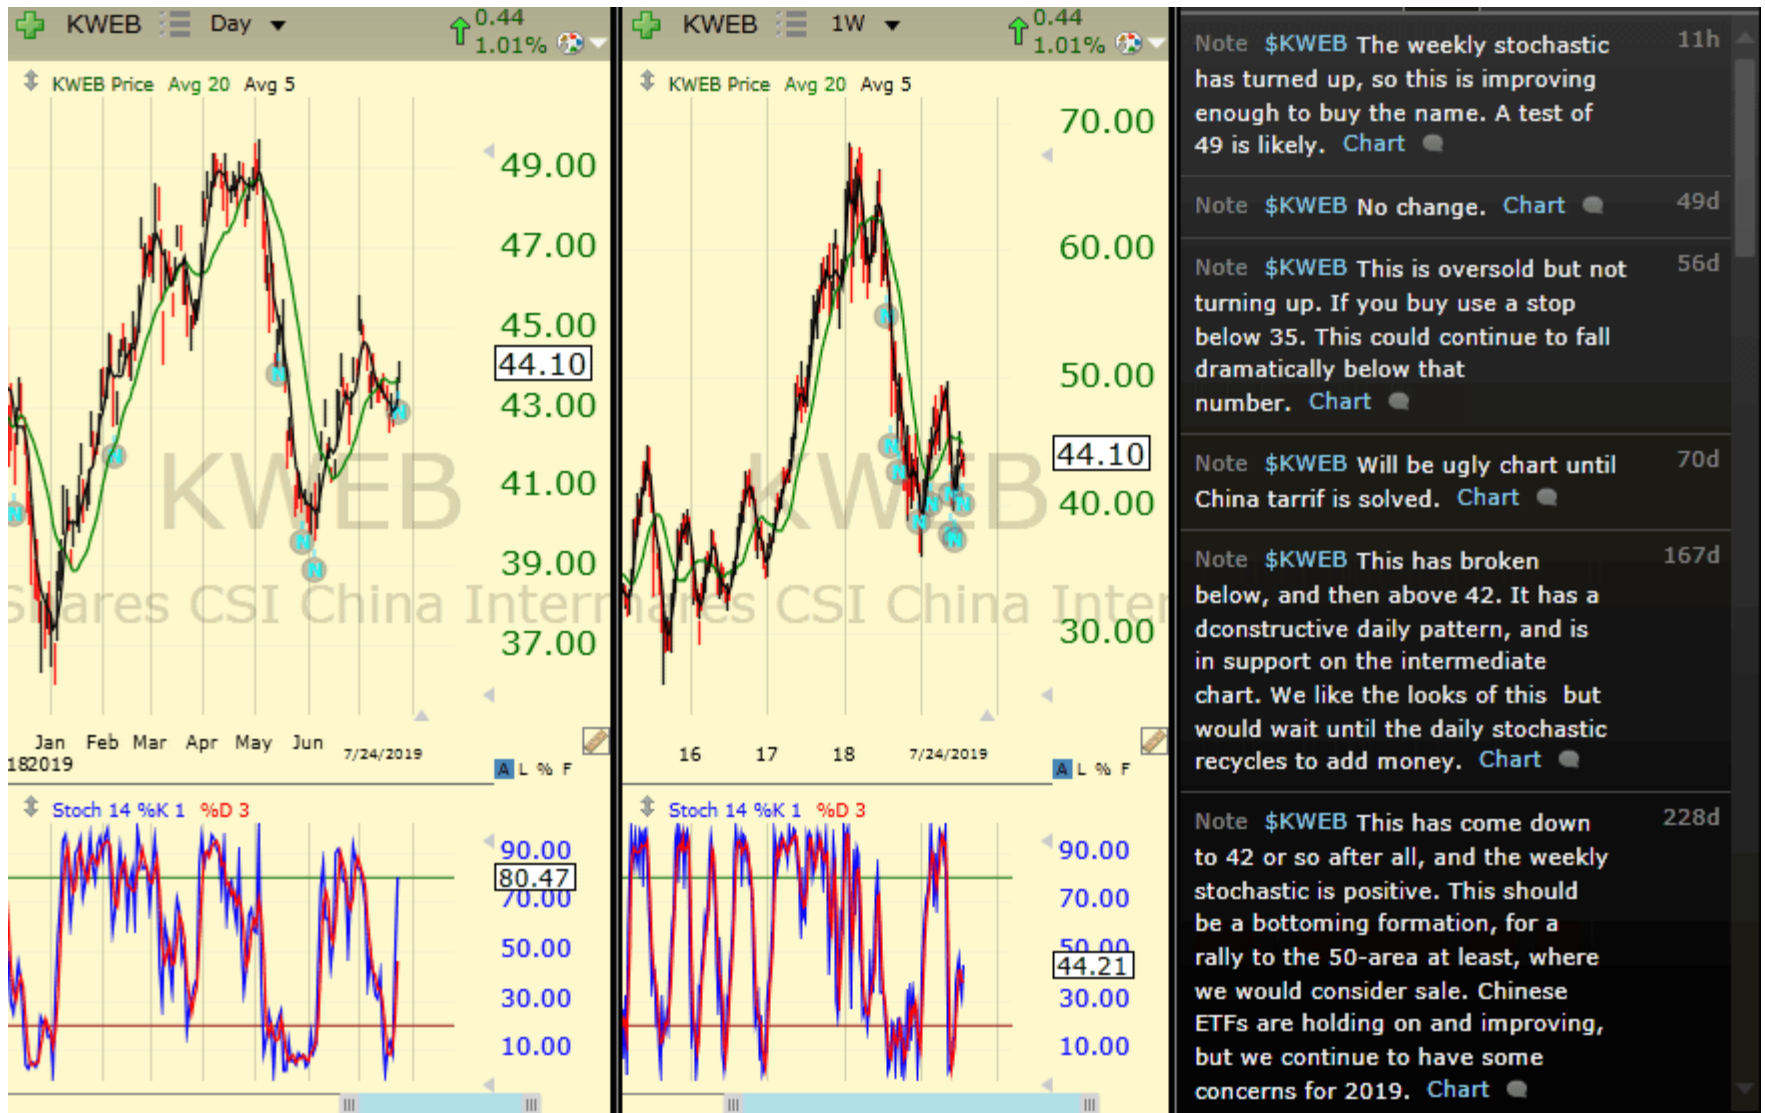 KWEB Day 0.44
1.01%
KWEB Price Avg 20 Avg 5
49.00
47.00
45.00
44.10
43.00
41.00
39.00
37.00
KWEB
Shares CSI China Inter
Jan Feb Mar Apr May Jun 7/24/2019
182019
A L % F
Stoch 14 %K 1 %D 3
90.00
80.47
70.00
50.00
30.00
10.00
KWEB 1W 0.44
1.01%
KWEB Price Avg 20 Avg 5
70.00
60.00
50.00
44.10
40.00
30.00
KWEB
ares CSI China Inter
16 17 18 7/24/2019
A L % F
Stoch 14 %K 1 %D 3
90.00
70.00
50.00
44.21
30.00
10.00
Note $KWEB The weekly stochastic 11h
has turned up, so this is improving
enough to buy the name. A test of
49 is likely. Chart
Note $KWEB No change. Chart 49d
Note $KWEB This is oversold but not 56d
turning up. If you buy use a stop
below 35. This could continue to fall
dramatically below that
number. Chart
Note $KWEB Will be ugly chart until 70d
China tarrif is solved. Chart
Note $KWEB This has broken 167d
below, and then above 42. It has a
dconstructive daily pattern, and is
in support on the intermediate
chart. We like the looks of this but
would wait until the daily stochastic
recycles to add money. Chart
Note $KWEB This has come down 228d
to 42 or so after all, and the weekly
stochastic is positive. This should
be a bottoming formation, for a
rally to the 50-area at least, where
we would consider sale. Chinese
ETFs are holding on and improving,
but we continue to have some
concerns for 2019. Chart